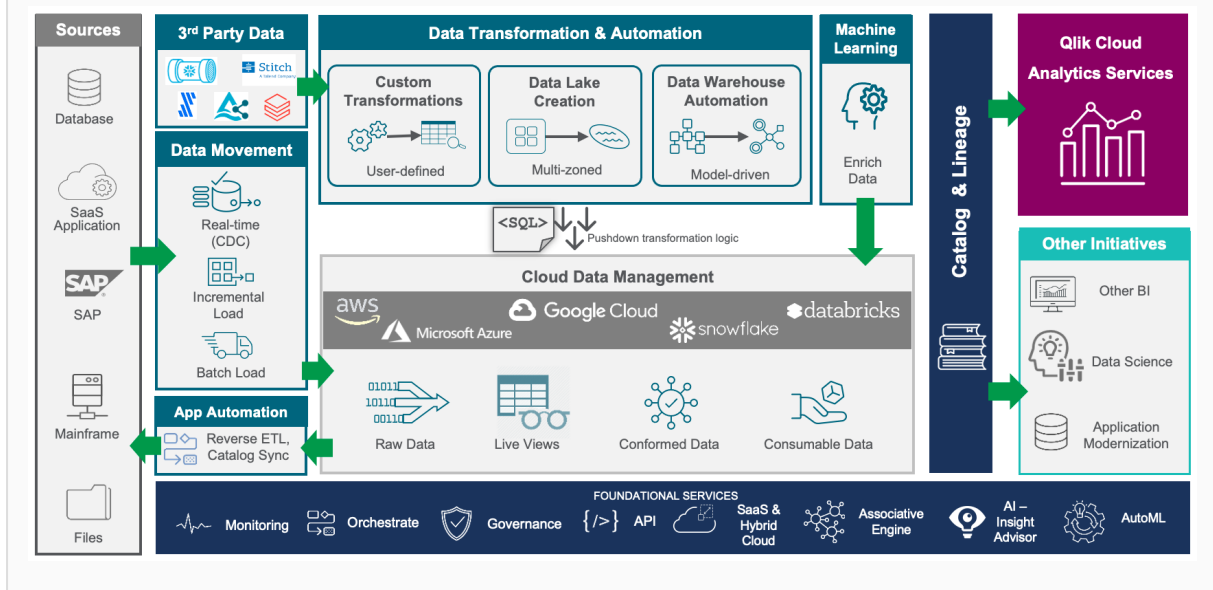 Sources
Database
SaaS
Application
SAP
SAP
Mainframe
Files
3rd Party Data
Stitch
A Talend Company
Data Movement
Real-time
(CDC)
Incremental
Load
Batch Load
App Automation
Reverse ETL,
Catalog Sync
Data Transformation & Automation
Custom
Transformations
User-defined
Data Lake
Creation
Multi-zoned
Data Warehouse
Automation
Model-driven
Machine
Learning
Enrich
Data
<SQL>
Pushdown transformation logic
Cloud Data Management
aws
Microsoft Azure
Google Cloud
snowflake
databricks
01011
10110
00110
Raw Data
Live Views
Conformed Data
Consumable Data
Catalog & Lineage
Qlik Cloud
Analytics Services
Other Initiatives
Other BI
Data Science
Application
Modernization
FOUNDATIONAL SERVICES
Monitoring
Orchestrate
Governance
{/>}
API
SaaS &
Hybrid
Cloud
Associative
Engine
AI –
Insight
Advisor
AutoML